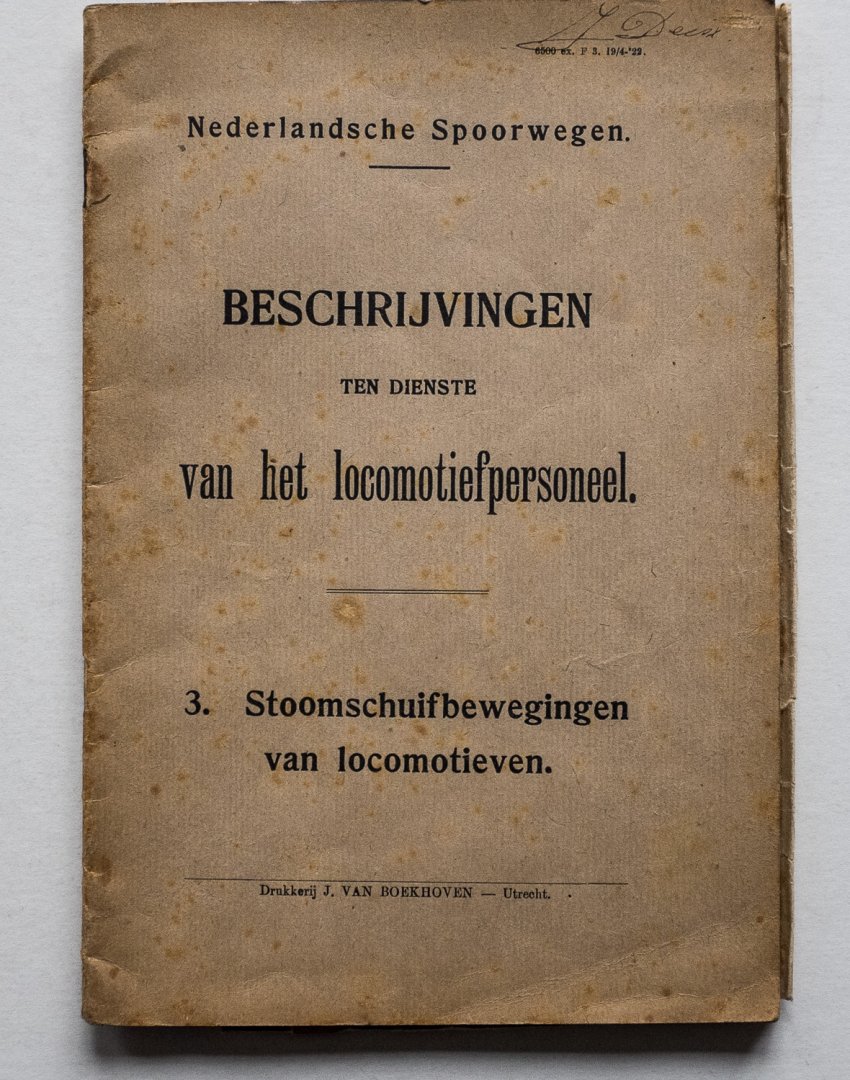 6500 ex. F 3. 19/4-'22.
Nederlandsche Spoorwegen.
BESCHRIJVINGEN
TEN DIENSTE
van het locomotiefpersoneel.
3. Stoomschuifbewegingen
van locomotieven.
Drukkerij J. VAN BOEKHOVEN — Utrecht.